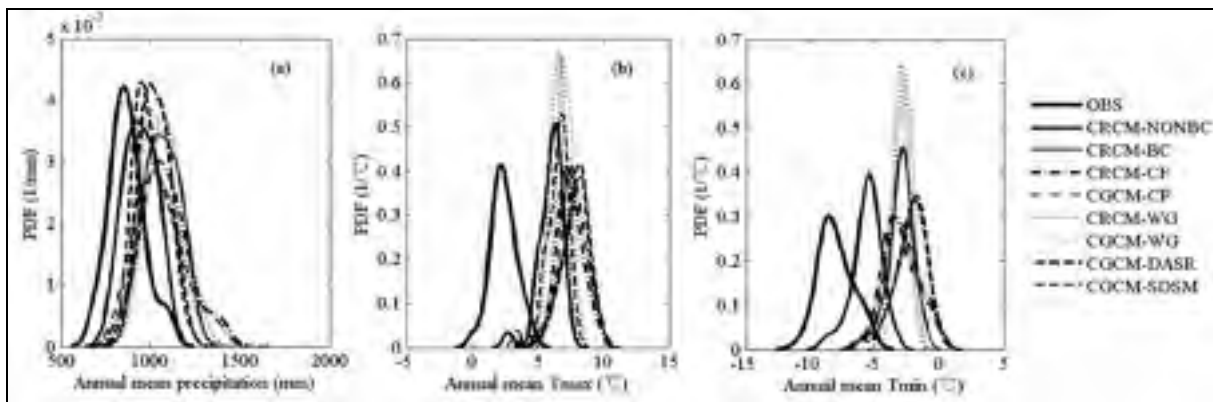 x 10⁻³
5
4
3
2
1
0
500 1000 1500 2000
PDF (1/mm)
Annual mean precipitation (mm)
(a)
0.7
0.6
0.5
0.4
0.3
0.2
0.1
0
-5 0 5 10 15
PDF (1/℃)
Annual mean Tmax (℃)
(b)
0.7
0.6
0.5
0.4
0.3
0.2
0.1
0
-15 -10 -5 0 5
PDF (1/℃)
Annual mean Tmin (℃)
(c)
OBS
CRCM-NONBC
CRCM-BC
CRCM-CF
CGCM-CF
CRCM-WG
CGCM-WG
CGCM-DASR
CGCM-SDSM